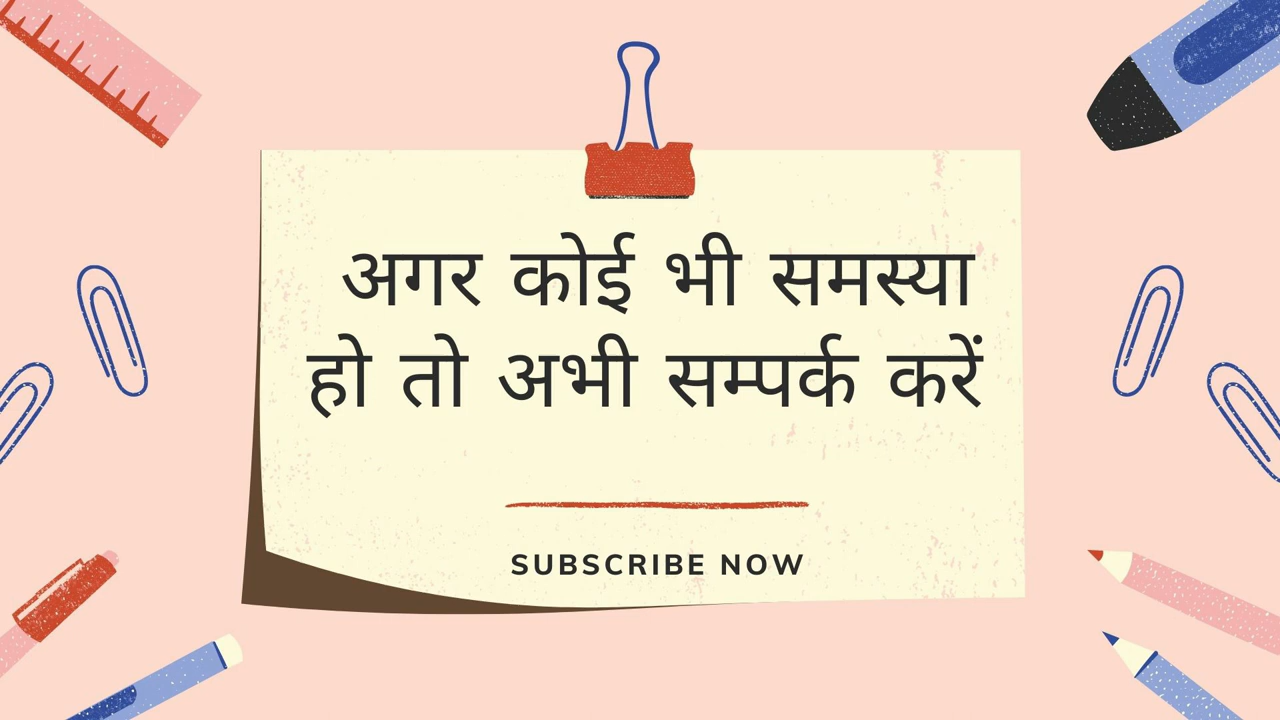 अगर कोई भी समस्या
हो तो अभी सम्पर्क करें
SUBSCRIBE NOW